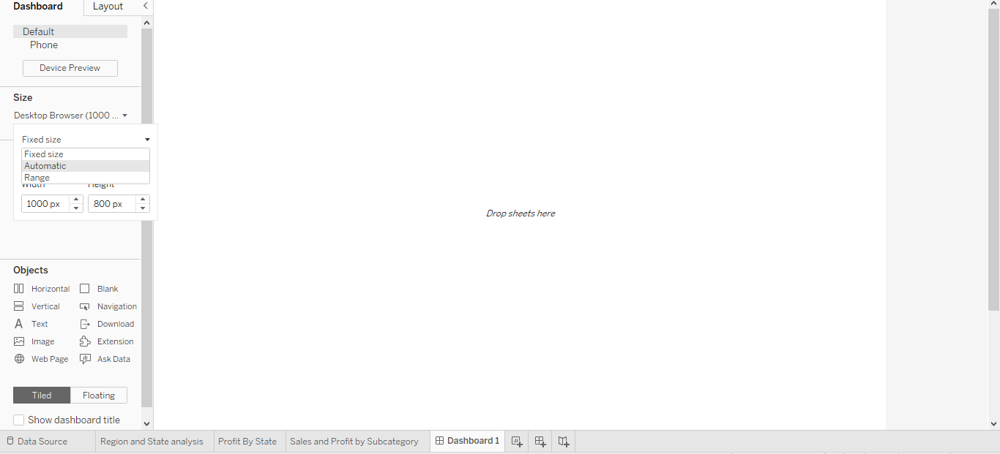 Dashboard
Layout
Default
Phone
Device Preview
Size
Desktop Browser (1000 ...
Fixed size
Fixed size
Automatic
Range
Width Height
1000 px 800 px
Drop sheets here
Objects
Horizontal Blank
Vertical Navigation
Text Download
Image Extension
Web Page Ask Data
Tiled Floating
Show dashboard title
Data Source Region and State analysis Profit By State Sales and Profit by Subcategory Dashboard 1